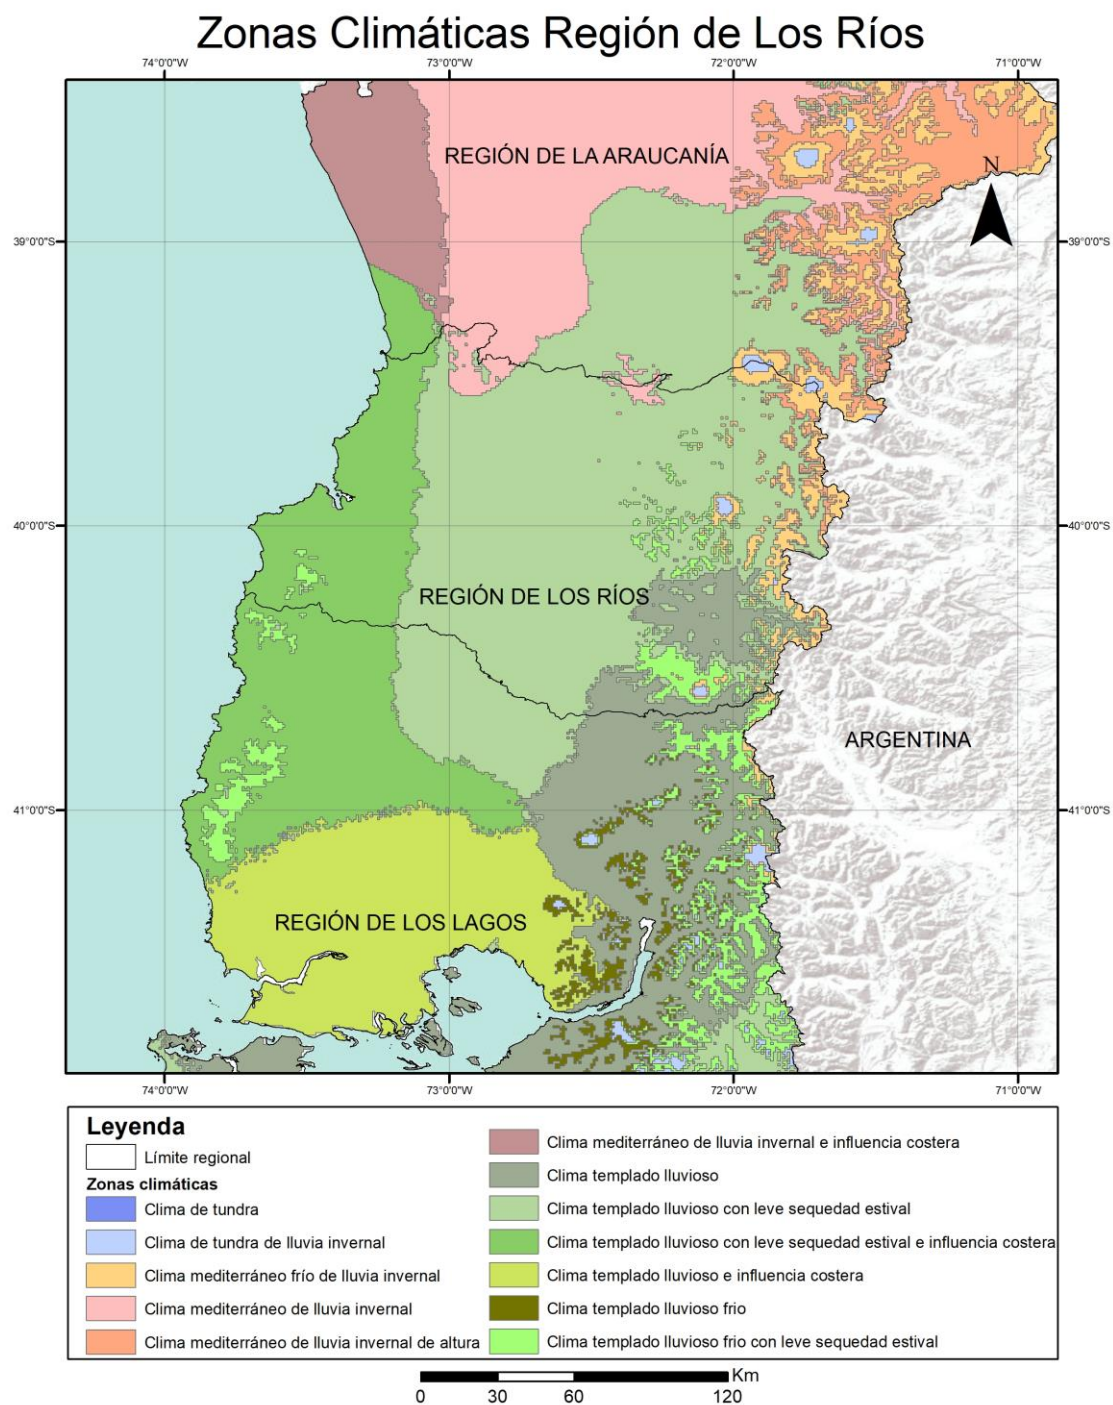 Zonas Climáticas Región de Los Ríos
74°0'0"W 73°0'0"W 72°0'0"W 71°0'0"W
REGIÓN DE LA ARAUCANÍA
N
39°0'0"S 39°0'0"S
40°0'0"S 40°0'0"S
REGIÓN DE LOS RÍOS
ARGENTINA
41°0'0"S 41°0'0"S
REGIÓN DE LOS LAGOS
74°0'0"W 73°0'0"W 72°0'0"W 71°0'0"W
Leyenda
Límite regional
Zonas climáticas
Clima de tundra
Clima de tundra de lluvia invernal
Clima mediterráneo frío de lluvia invernal
Clima mediterráneo de lluvia invernal
Clima mediterráneo de lluvia invernal de altura
Clima mediterráneo de lluvia invernal e influencia costera
Clima templado lluvioso
Clima templado lluvioso con leve sequedad estival
Clima templado lluvioso con leve sequedad estival e influencia costera
Clima templado lluvioso e influencia costera
Clima templado lluvioso frio
Clima templado lluvioso frio con leve sequedad estival
Km
0 30 60 120